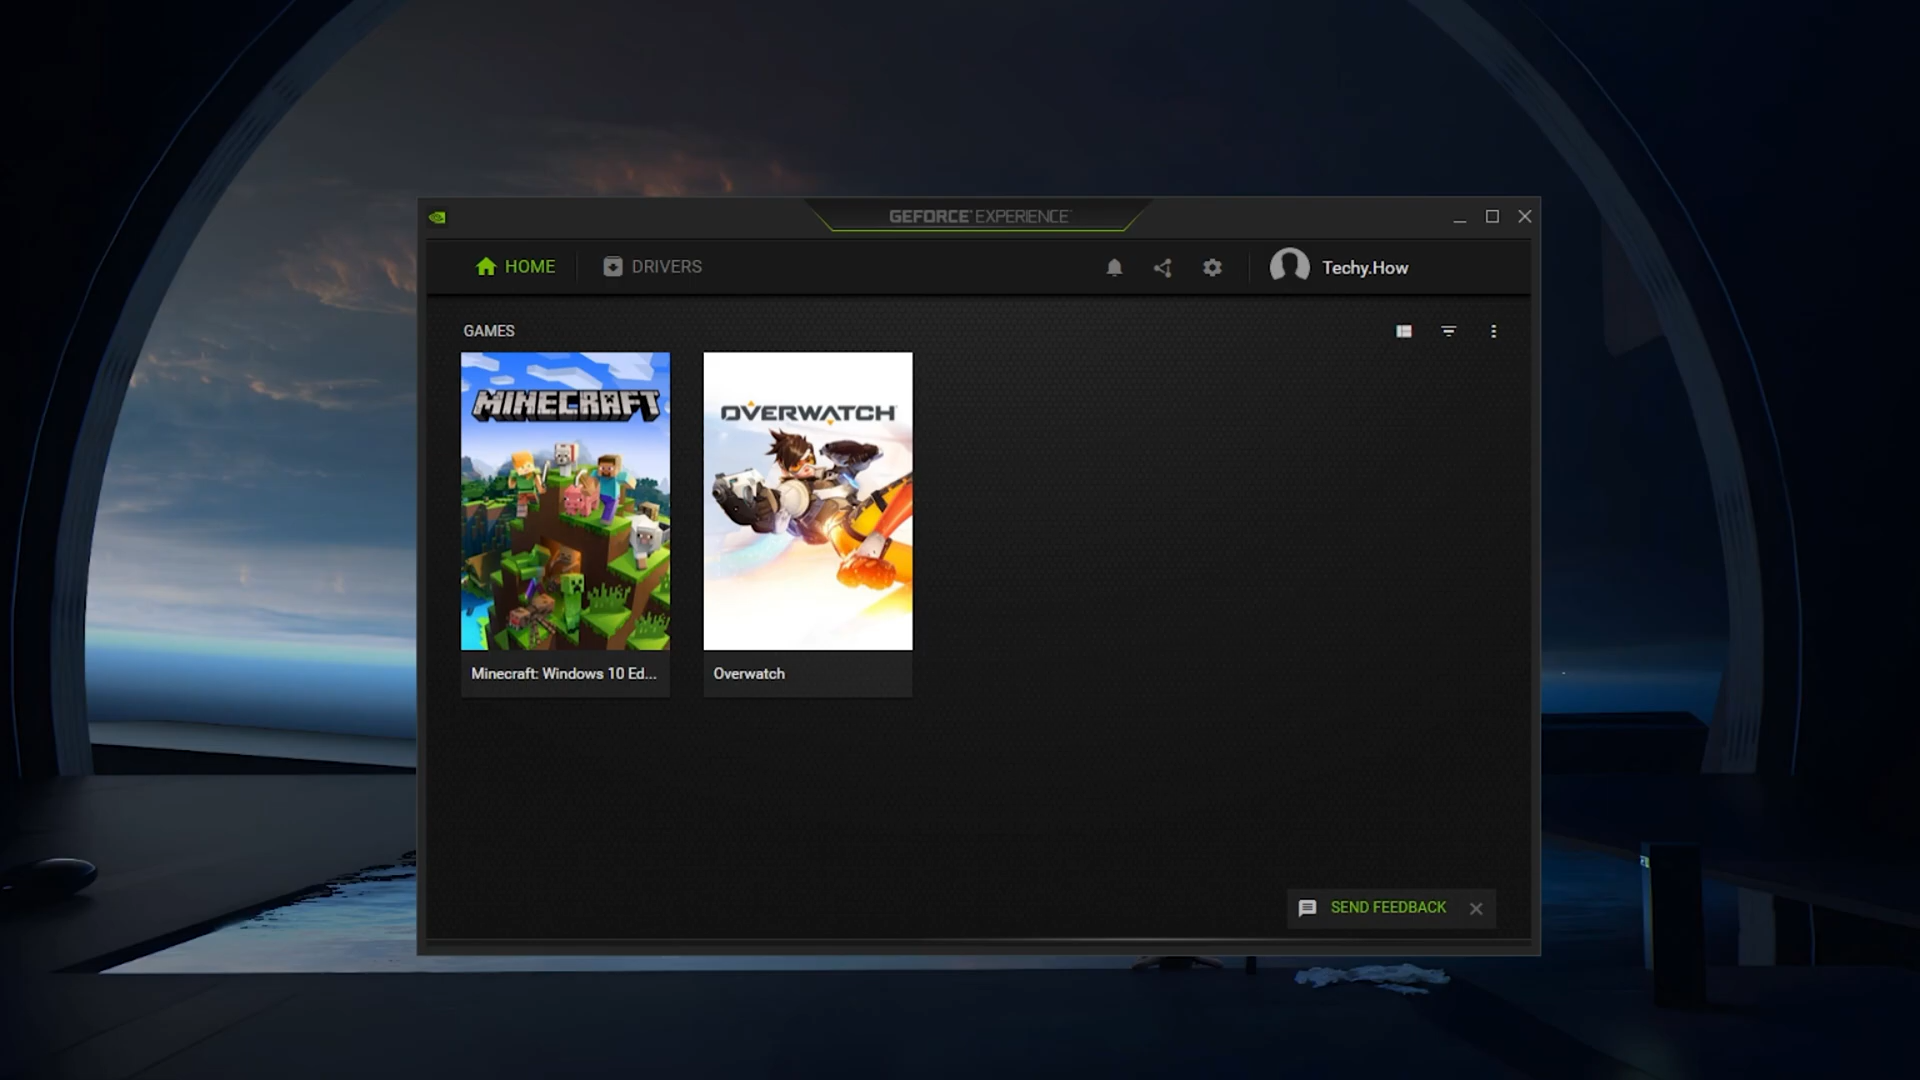 GEFORCE EXPERIENCE
HOME
DRIVERS
Techy.How
GAMES
MINECRAFT
OVERWATCH
Minecraft: Windows 10 Ed...
Overwatch
SEND FEEDBACK